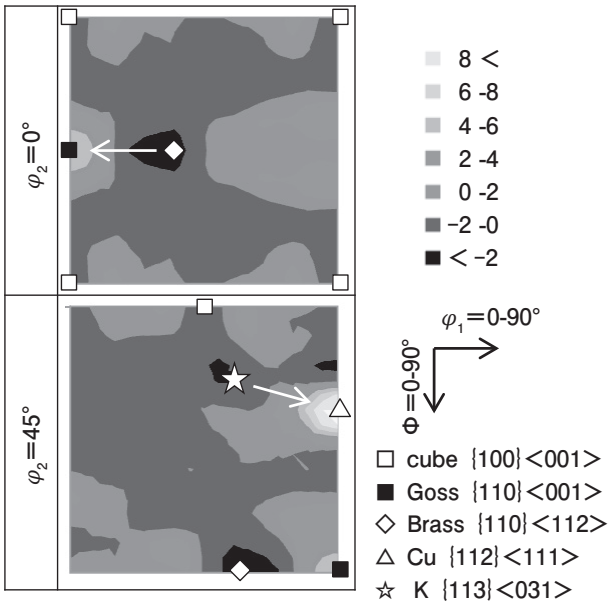 φ₂=0°
φ₂=45°
8 <
6 -8
4 -6
2 -4
0 -2
−2 -0
< −2
φ₁=0-90°
Φ=0-90°
cube {100}<001>
Goss {110}<001>
Brass {110}<112>
Cu {112}<111>
K {113}<031>